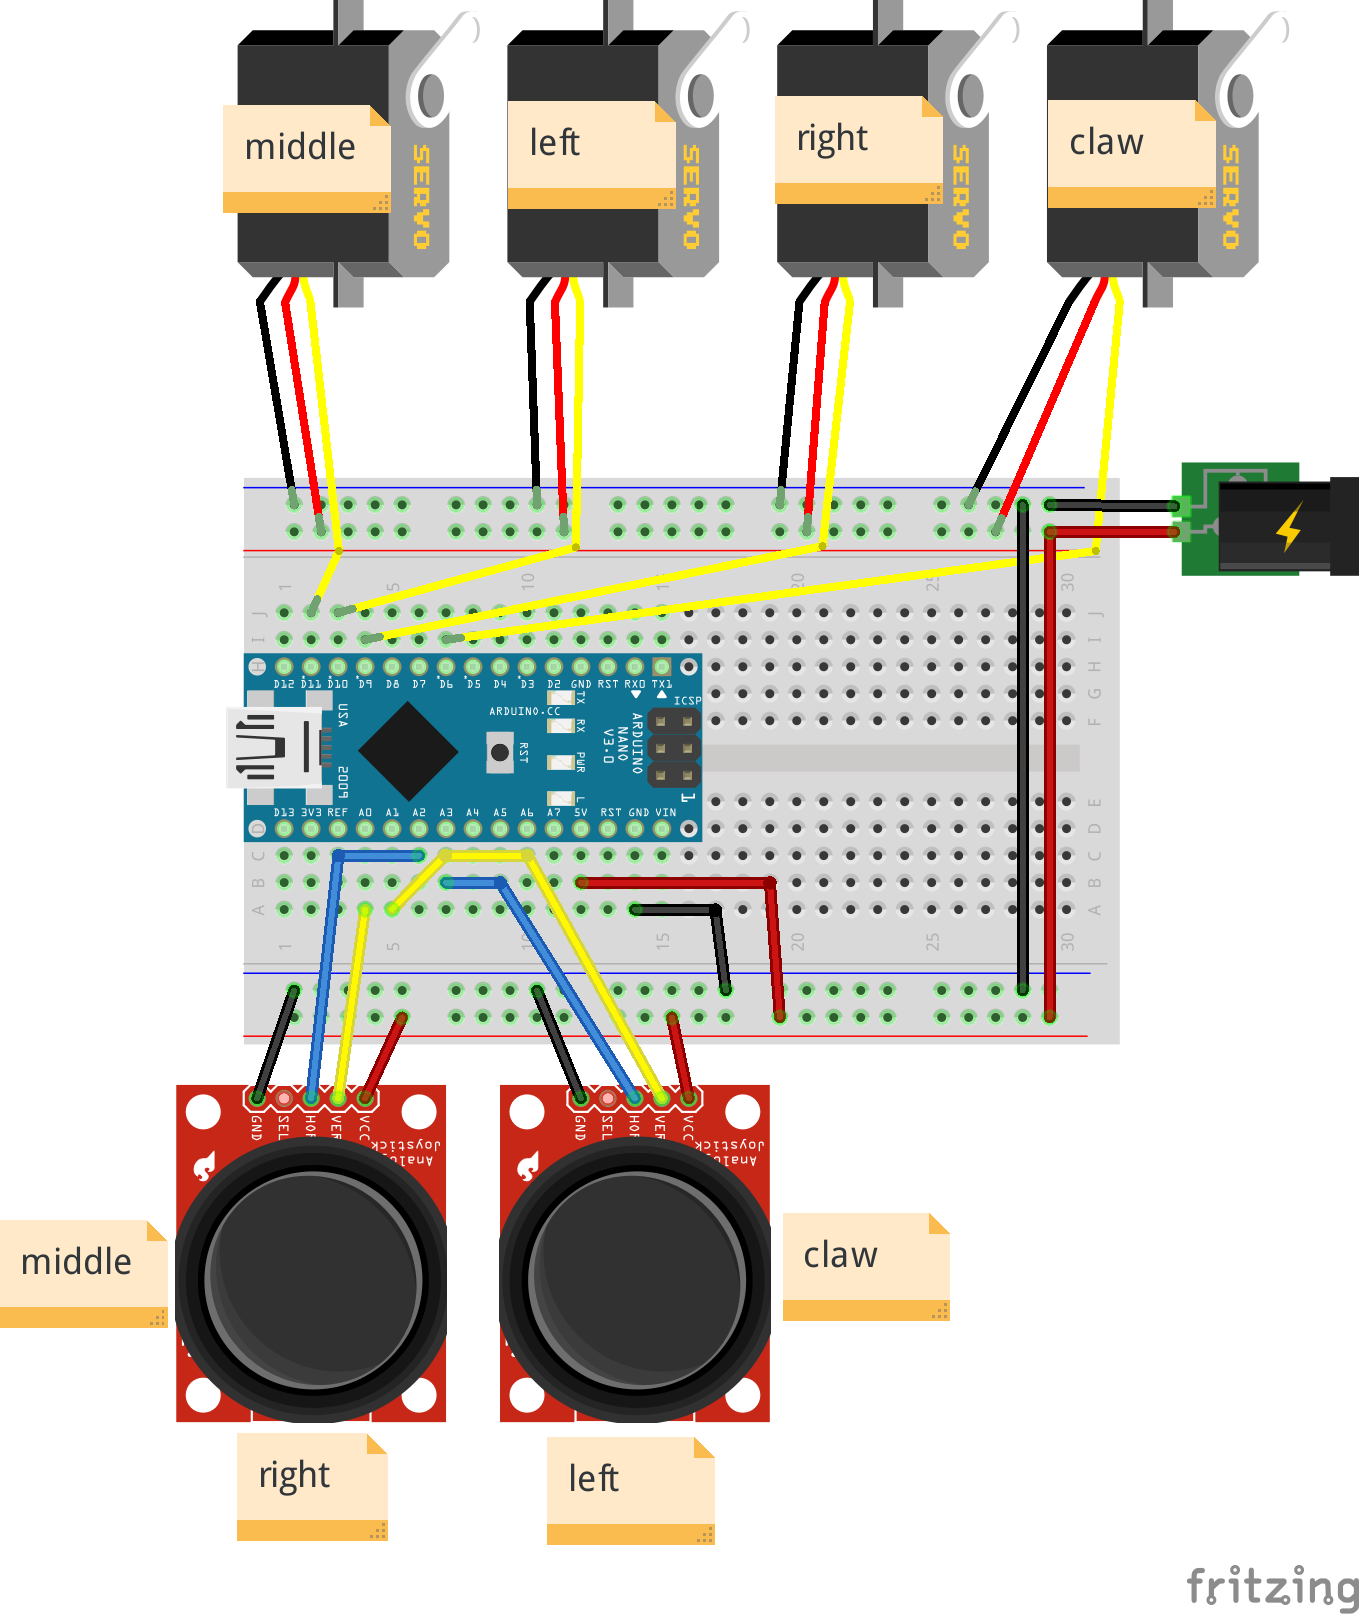 middle
left
right
claw
SERVO
SERVO
SERVO
SERVO
1 5 10 15 20 25 30
J J
I I
H H
G
F
D12 D11 D10 D9 D8 D7 D6 D5 D4 D3 D2 GND RST RX0 TX1
ICSP
ARDUINO.CC
TX
RX
PWR
L
RST
USA
2009
ARDUINO
NANO
V3.0
1
D13 3V3 REF A0 A1 A2 A3 A4 A5 A6 A7 5V RST GND VIN
E
D D
C C
B B
A A
1 5 10 15 20 25 30
GND SEL HOR VER VCC
Joystick
GND SEL HOR VER VCC
Joystick
middle
claw
right
left
fritzing